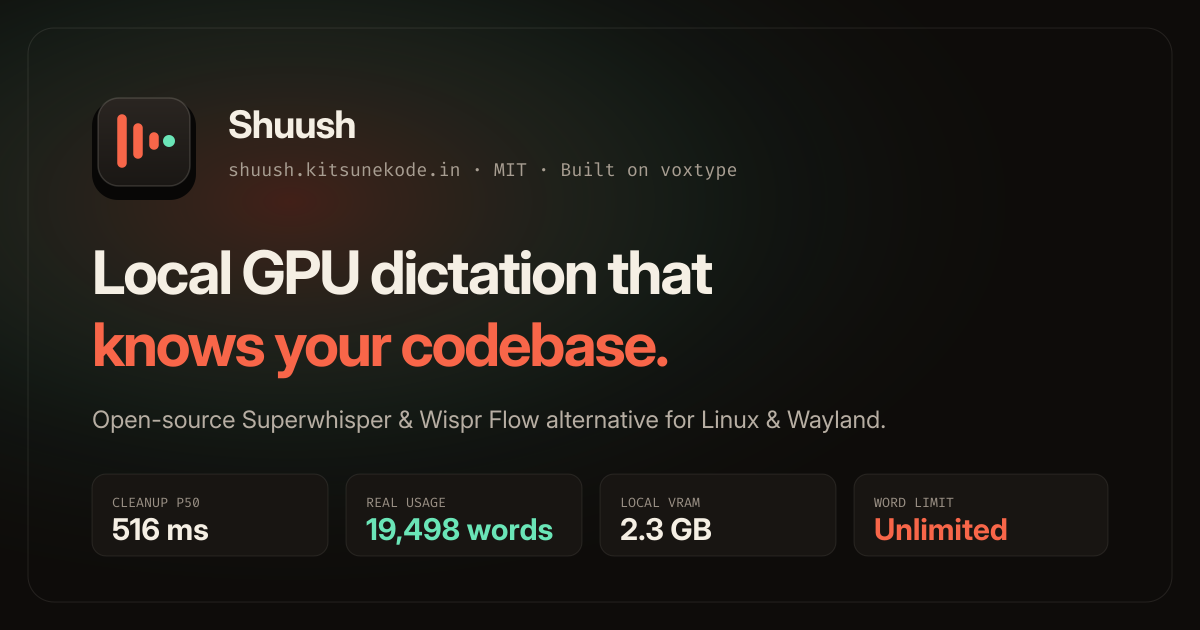 Shuush
shuush.kitsunekode.in · MIT · Built on voxtype
Local GPU dictation that
knows your codebase.
Open-source Superwhisper & Wispr Flow alternative for Linux & Wayland.
CLEANUP P50
516 ms
REAL USAGE
19,498 words
LOCAL VRAM
2.3 GB
WORD LIMIT
Unlimited